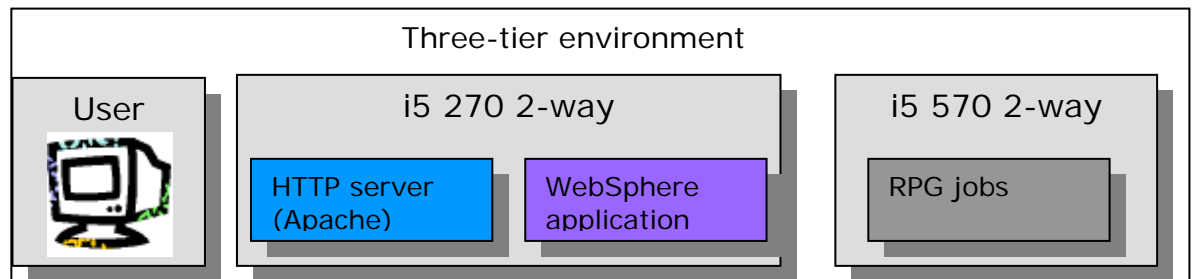 Three-tier environment
User
i5 270 2-way
HTTP server
(Apache)
WebSphere
application
i5 570 2-way
RPG jobs